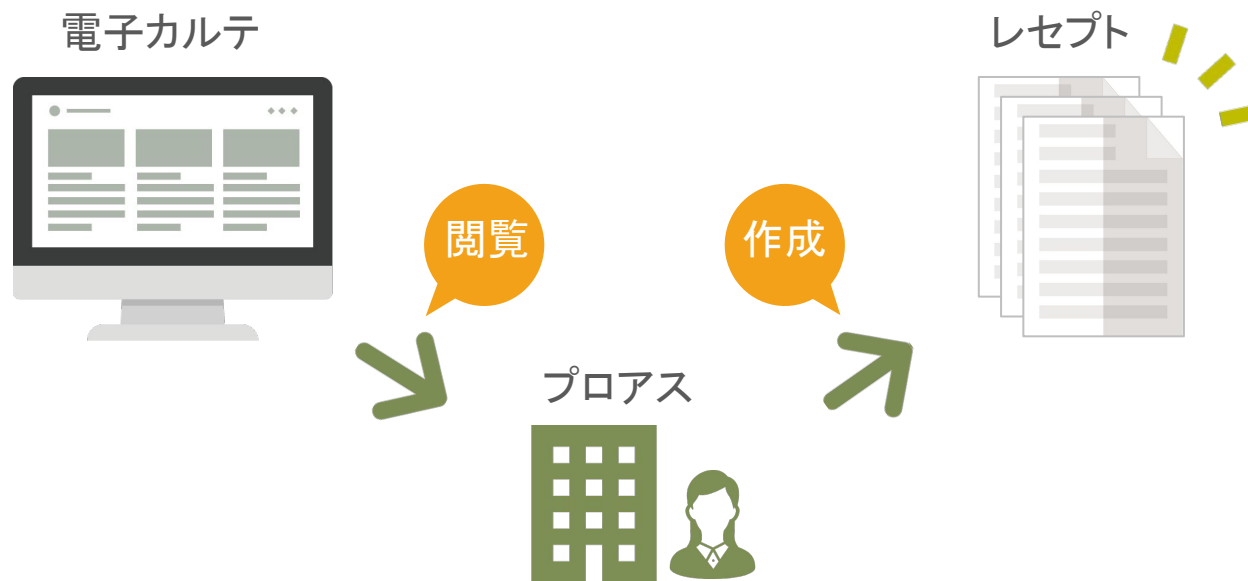 電子カルテ
レセプト
閲覧
作成
プロアス